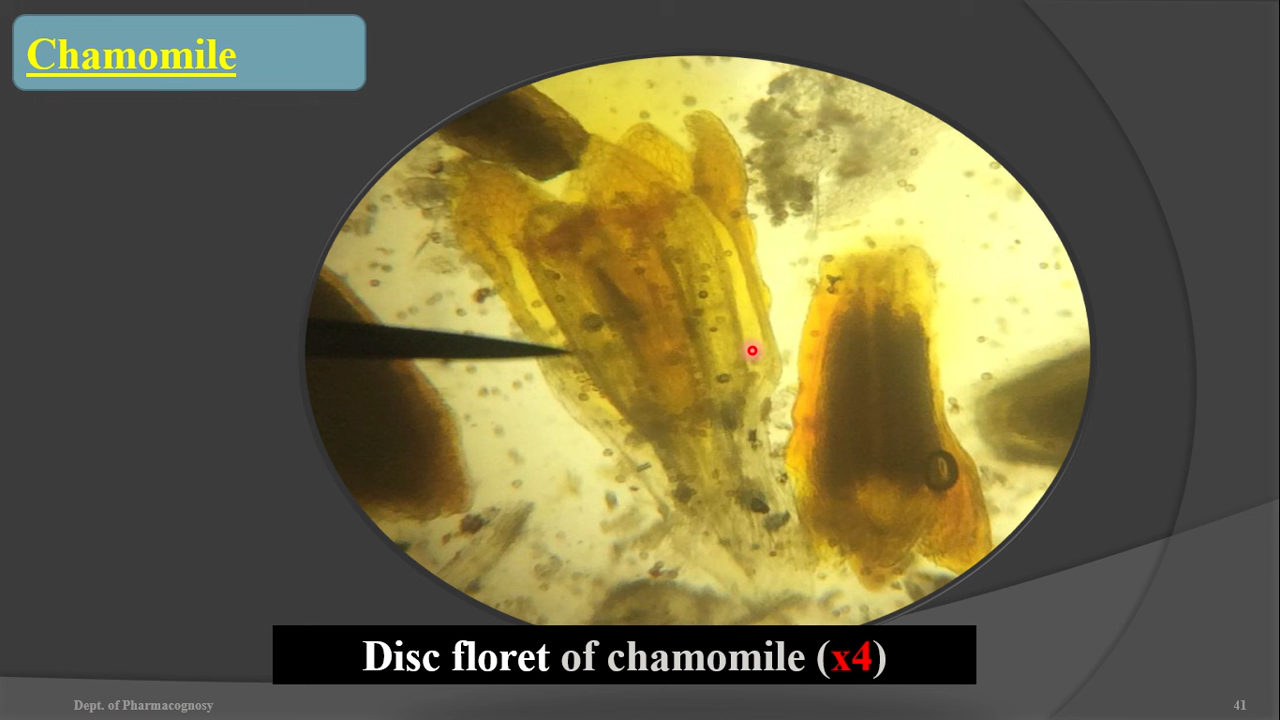 Chamomile
Disc floret of chamomile (x4)
Dept. of Pharmacognosy
41